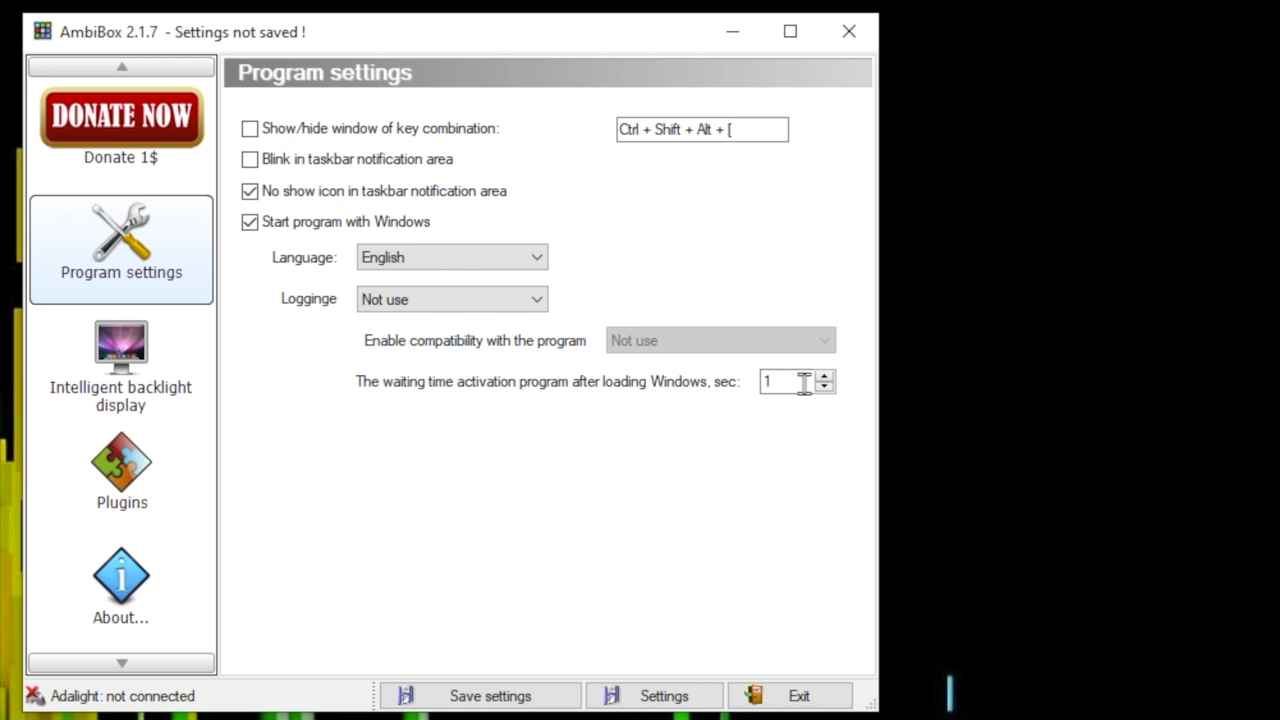 AmbiBox 2.1.7 - Settings not saved !
DONATE NOW
Donate 1$
Program settings
Intelligent backlight
display
Plugins
About...
Program settings
Show/hide window of key combination:
Ctrl + Shift + Alt + [
Blink in taskbar notification area
No show icon in taskbar notification area
Start program with Windows
Language: English
Logginge Not use
Enable compatibility with the program Not use
The waiting time activation program after loading Windows, sec: 1
Adalight: not connected
Save settings
Settings
Exit